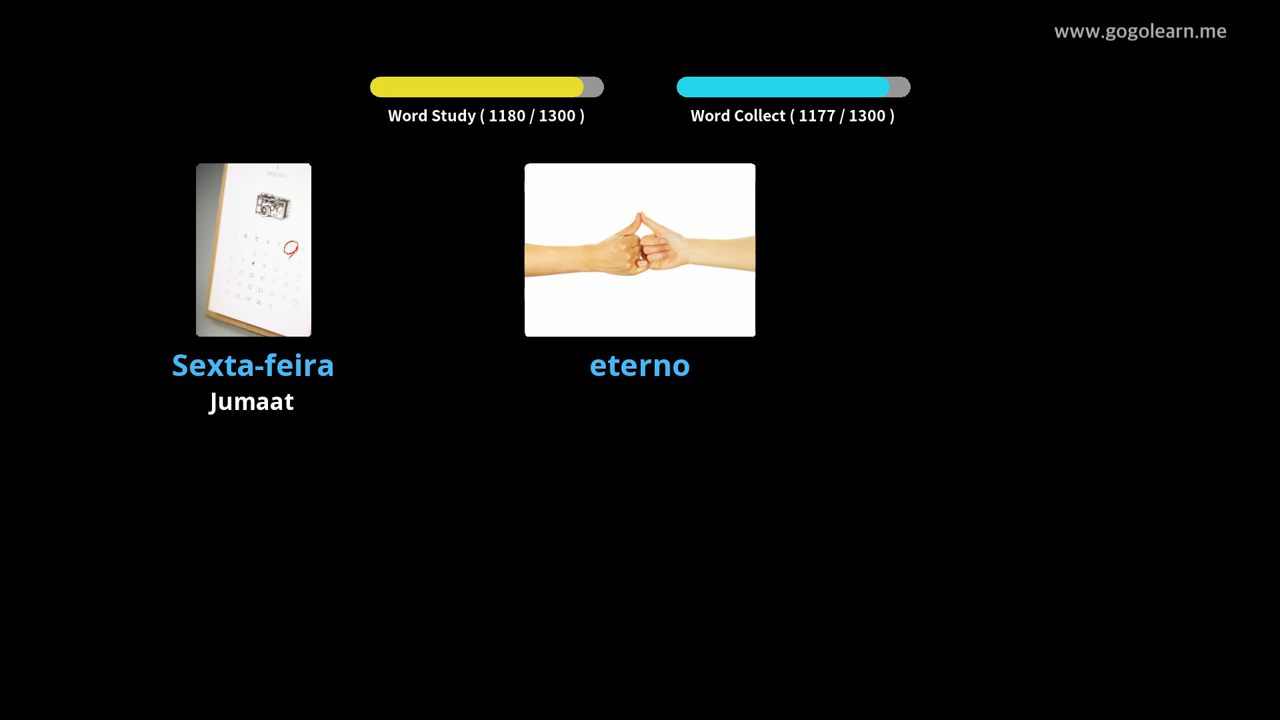 www.gogolearn.me
Word Study ( 1180 / 1300 )
Word Collect ( 1177 / 1300 )
Sexta-feira
Jumaat
eterno